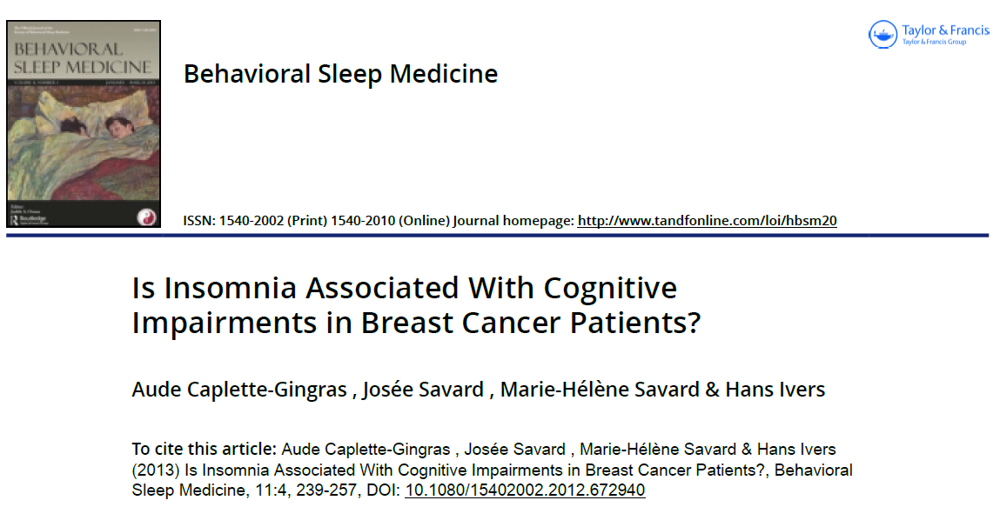 BEHAVIORAL
SLEEP MEDICINE
Taylor & Francis
Taylor & Francis Group
Behavioral Sleep Medicine
Routledge
ISSN: 1540-2002 (Print) 1540-2010 (Online) Journal homepage: http://www.tandfonline.com/loi/hbsm20
Is Insomnia Associated With Cognitive
Impairments in Breast Cancer Patients?
Aude Caplette-Gingras , Josée Savard , Marie-Hélène Savard & Hans Ivers
To cite this article: Aude Caplette-Gingras , Josée Savard , Marie-Hélène Savard & Hans Ivers
(2013) Is Insomnia Associated With Cognitive Impairments in Breast Cancer Patients?, Behavioral
Sleep Medicine, 11:4, 239-257, DOI: 10.1080/15402002.2012.672940